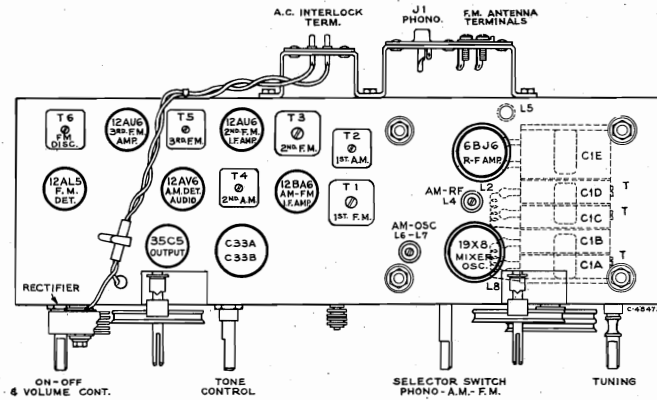 A.C. INTERLOCK
TERM.
J1
PHONO.
F.M. ANTENNA
TERMINALS
T6
FM
DISC.
12AU6
3RD. F.M.
AMP.
T5
3RD.F.M.
12AU6
2ND. F.M.
I.F. AMP.
T3
2ND. F.M.
T2
1ST. A.M.
L5
6BJ6
R-F AMP.
C1E
12AL5
F.M.
DET.
12AV6
A.M. DET.
AUDIO
T4
2ND A.M.
12BA6
AM-FM
I.F. AMP.
T1
1ST. F.M.
AM-RF
L4
L2
C1D
T
C1C
35C5
OUTPUT
C33A
C33B
AM-OSC
L6-L7
19X8
MIXER
OSC.
C1B
T
C1A
L8
RECTIFIER
C-4847
ON-OFF
& VOLUME CONT.
TONE
CONTROL
SELECTOR SWITCH
PHONO-A.M.-F.M.
TUNING